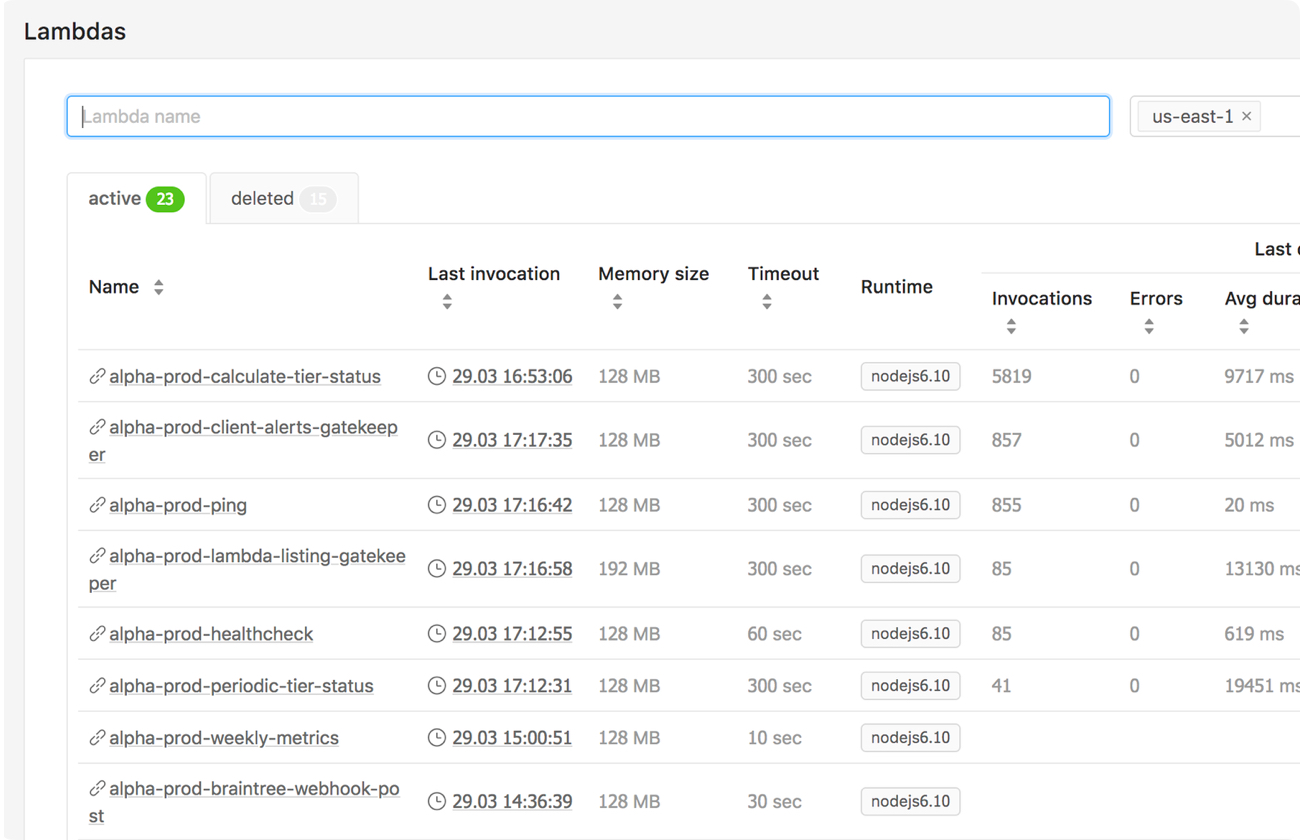 Lambdas
Lambda name
us-east-1 ×
active 23
deleted 15
Last
Name
Last invocation
Memory size
Timeout
Runtime
Invocations
Errors
Avg dura
alpha-prod-calculate-tier-status 29.03 16:53:06 128 MB 300 sec nodejs6.10 5819 0 9717 ms
alpha-prod-client-alerts-gatekeep 29.03 17:17:35 128 MB 300 sec nodejs6.10 857 0 5012 ms
er
alpha-prod-ping 29.03 17:16:42 128 MB 300 sec nodejs6.10 855 0 20 ms
alpha-prod-lambda-listing-gatekee 29.03 17:16:58 192 MB 300 sec nodejs6.10 85 0 13130 ms
per
alpha-prod-healthcheck 29.03 17:12:55 128 MB 60 sec nodejs6.10 85 0 619 ms
alpha-prod-periodic-tier-status 29.03 17:12:31 128 MB 300 sec nodejs6.10 41 0 19451 ms
alpha-prod-weekly-metrics 29.03 15:00:51 128 MB 10 sec nodejs6.10
alpha-prod-braintree-webhook-po 29.03 14:36:39 128 MB 30 sec nodejs6.10
st